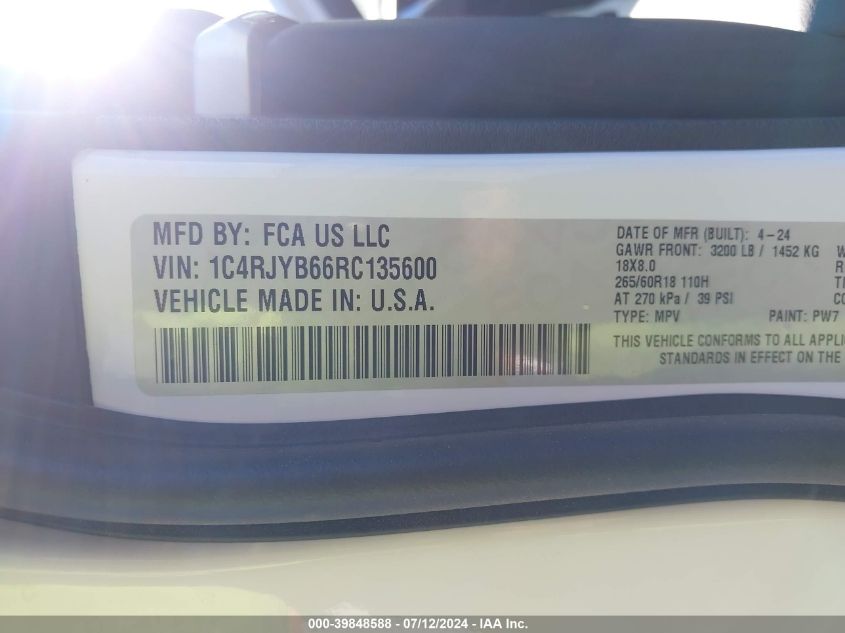 MFD BY: FCA US LLC
VIN: 1C4RJYB66RC135600
VEHICLE MADE IN: U.S.A.
DATE OF MFR (BUILT): 4-24
GAWR FRONT: 3200 LB / 1452 KG
18X8.0
265/60R18 110H
AT 270 kPa / 39 PSI
TYPE: MPV PAINT: PW7
THIS VEHICLE CONFORMS TO ALL
STANDARDS IN EFFECT ON THE
000-39848588 - 07/12/2024 - IAA Inc.